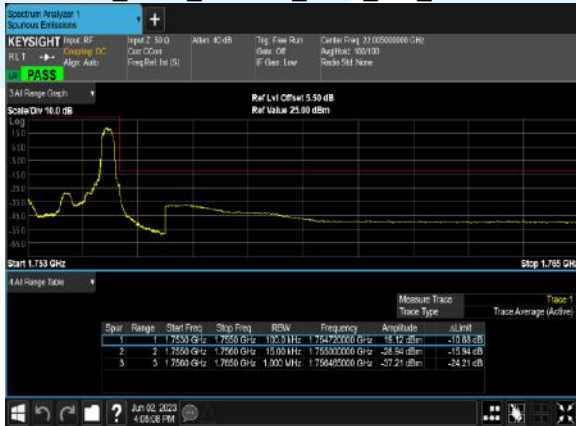 Spectrum Analyzer 1
Spurious Emissions
+
KEYSIGHT Input: RF Input Z: 50 Ω Atten: 40 dB Trig: Free Run Center Freq: 22.005000000 GHz
RL T Coupling: DC Corr CCorr Gate: Off Avg|Hold: 100/100
Align: Auto Freq Ref: Int (S) IF Gain: Low Radio Std: None
PASS
3 All Range Graph
Ref Lvl Offset 5.50 dB
Scale/Div 10.0 dB Ref Value 25.00 dBm
Log
15.0
5.00
Start 1.753 GHz Stop 1.765 GHz
4 All Range Table
Measure Trace Trace 1
Trace Type Trace Average (Active)
Spur Range Start Freq Stop Freq RBW Frequency Amplitude ΔLimit
1 1 1.7530 GHz 1.7550 GHz 100.0 kHz 1.754720000 GHz 19.12 dBm -10.88 dB
2 2 1.7550 GHz 1.7560 GHz 15.00 kHz 1.755000000 GHz -28.94 dBm -15.94 dB
3 3 1.7560 GHz 1.7650 GHz 1.000 MHz 1.756405000 GHz -37.21 dBm -24.21 dB
? Jun 02, 2023
4:05:08 PM